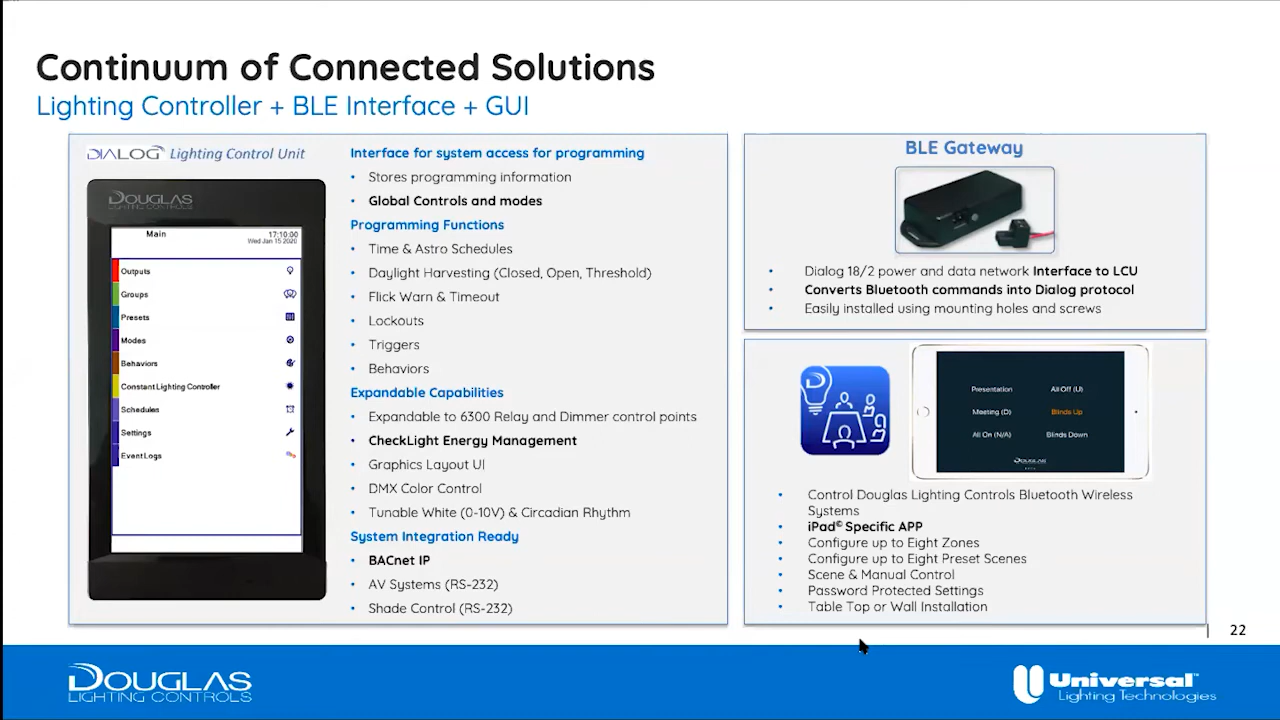 Continuum of Connected Solutions
Lighting Controller + BLE Interface + GUI
DIALOG Lighting Control Unit
DOUGLAS
LIGHTING CONTROLS
Main
17:10:00
Wed Jan 15 2020
Outputs
Groups
Presets
Modes
Behaviors
Constant Lighting Controller
Schedules
Settings
Event Logs
Interface for system access for programming
• Stores programming information
• Global Controls and modes
Programming Functions
• Time & Astro Schedules
• Daylight Harvesting (Closed, Open, Threshold)
• Flick Warn & Timeout
• Lockouts
• Triggers
• Behaviors
Expandable Capabilities
• Expandable to 6300 Relay and Dimmer control points
• CheckLight Energy Management
• Graphics Layout UI
• DMX Color Control
• Tunable White (0-10V) & Circadian Rhythm
System Integration Ready
• BACnet IP
• AV Systems (RS-232)
• Shade Control (RS-232)
BLE Gateway
• Dialog 18/2 power and data network Interface to LCU
• Converts Bluetooth commands into Dialog protocol
• Easily installed using mounting holes and screws
Presentation All Off (U)
Meeting (D) Blinds Up
All On (N/A) Blinds Down
DOUGLAS
• Control Douglas Lighting Controls Bluetooth Wireless
Systems
• iPad© Specific APP
• Configure up to Eight Zones
• Configure up to Eight Preset Scenes
• Scene & Manual Control
• Password Protected Settings
• Table Top or Wall Installation
22
DOUGLAS
LIGHTING CONTROLS
Universal™
Lighting Technologies